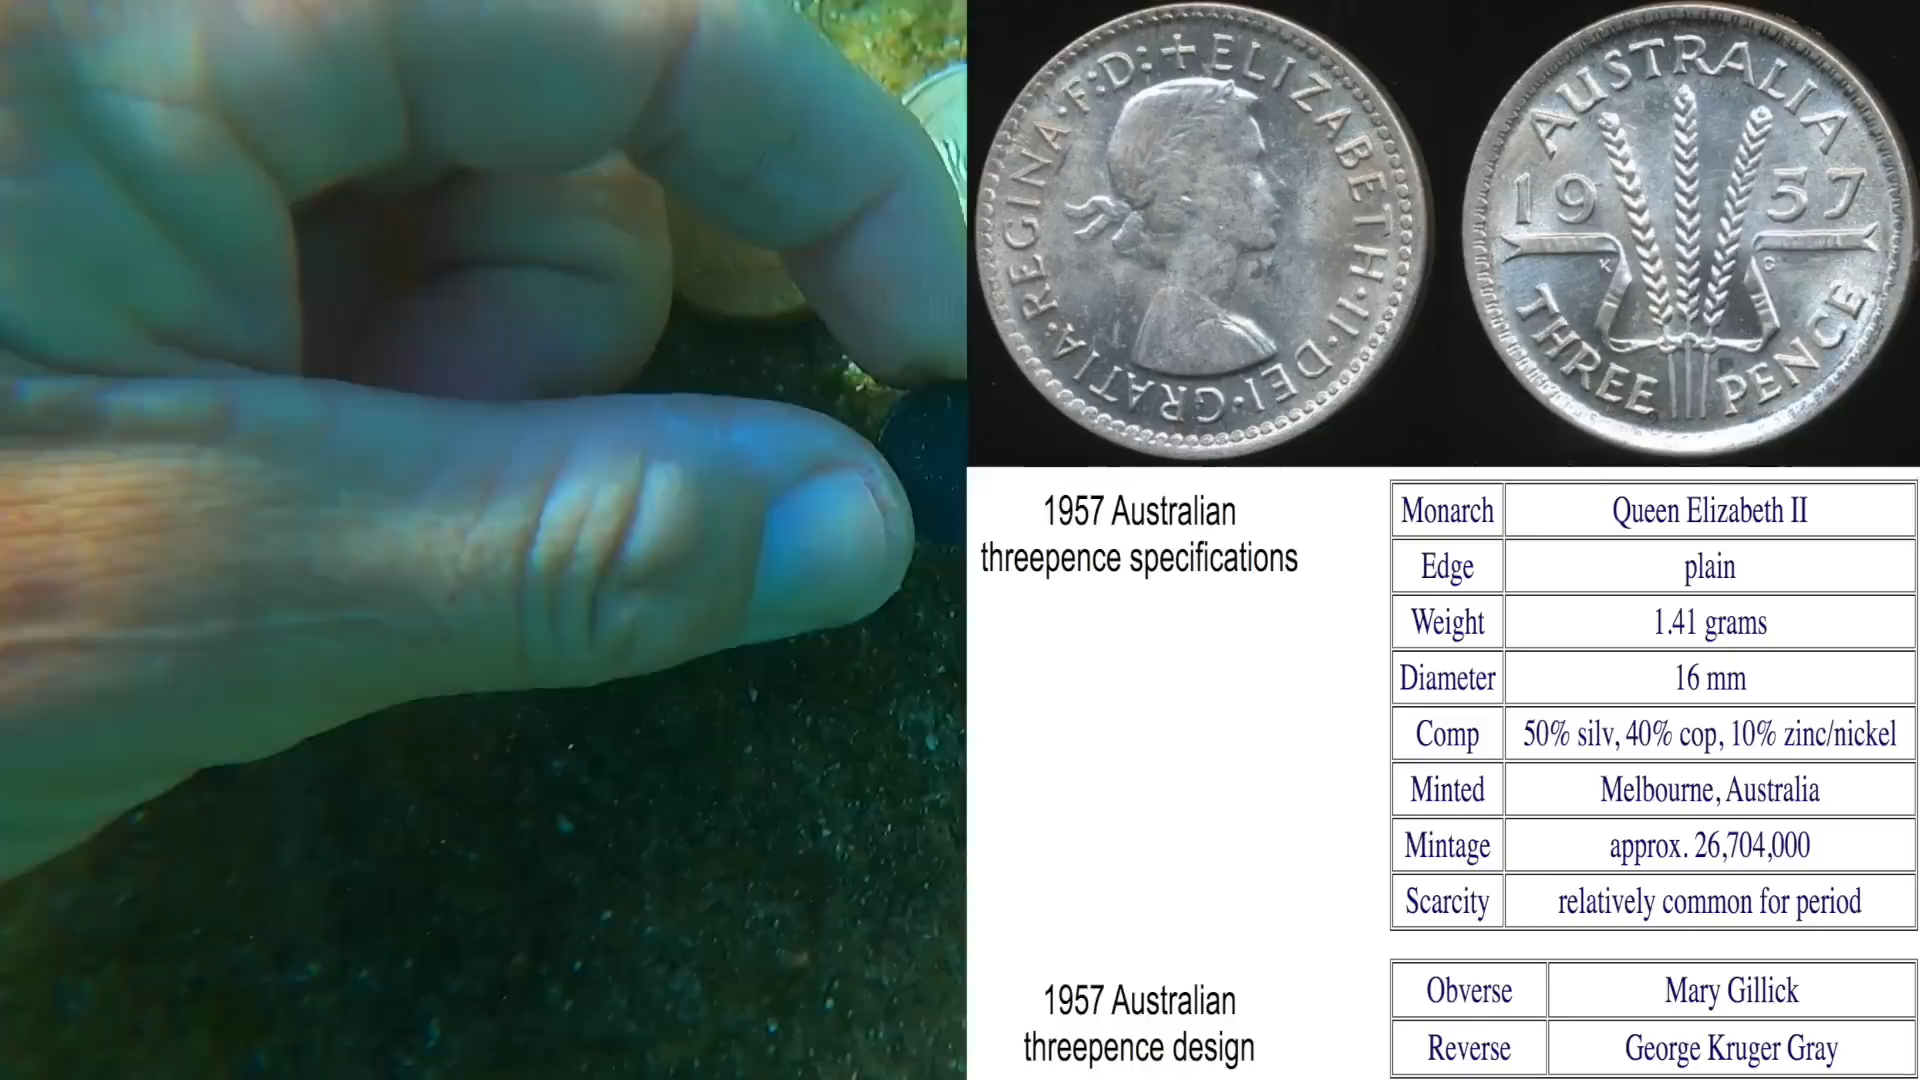 +ELIZABETH·II·DEI·GRATIA·REGINA·F:D:
AUSTRALIA
1957
K G
THREE PENCE
1957 Australian
threepence specifications
Monarch Queen Elizabeth II
Edge plain
Weight 1.41 grams
Diameter 16 mm
Comp 50% silv, 40% cop, 10% zinc/nickel
Minted Melbourne, Australia
Mintage approx. 26,704,000
Scarcity relatively common for period
1957 Australian
threepence design
Obverse Mary Gillick
Reverse George Kruger Gray